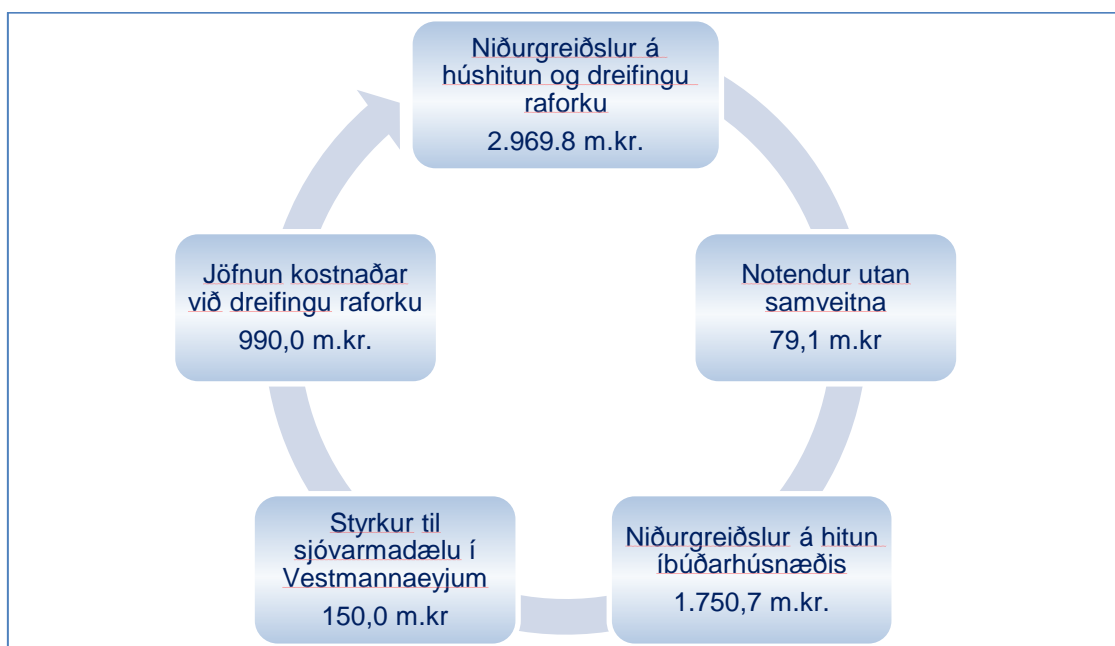 Niðurgreiðslur á
húshitun og dreifingu
raforku
2.969.8 m.kr.
Notendur utan
samveitna
79,1 m.kr
Niðurgreiðslur á hitun
íbúðarhúsnæðis
1.750,7 m.kr.
Styrkur til
sjóvarmadælu í
Vestmannaeyjum
150,0 m.kr
Jöfnun kostnaðar
við dreifingu raforku
990,0 m.kr.